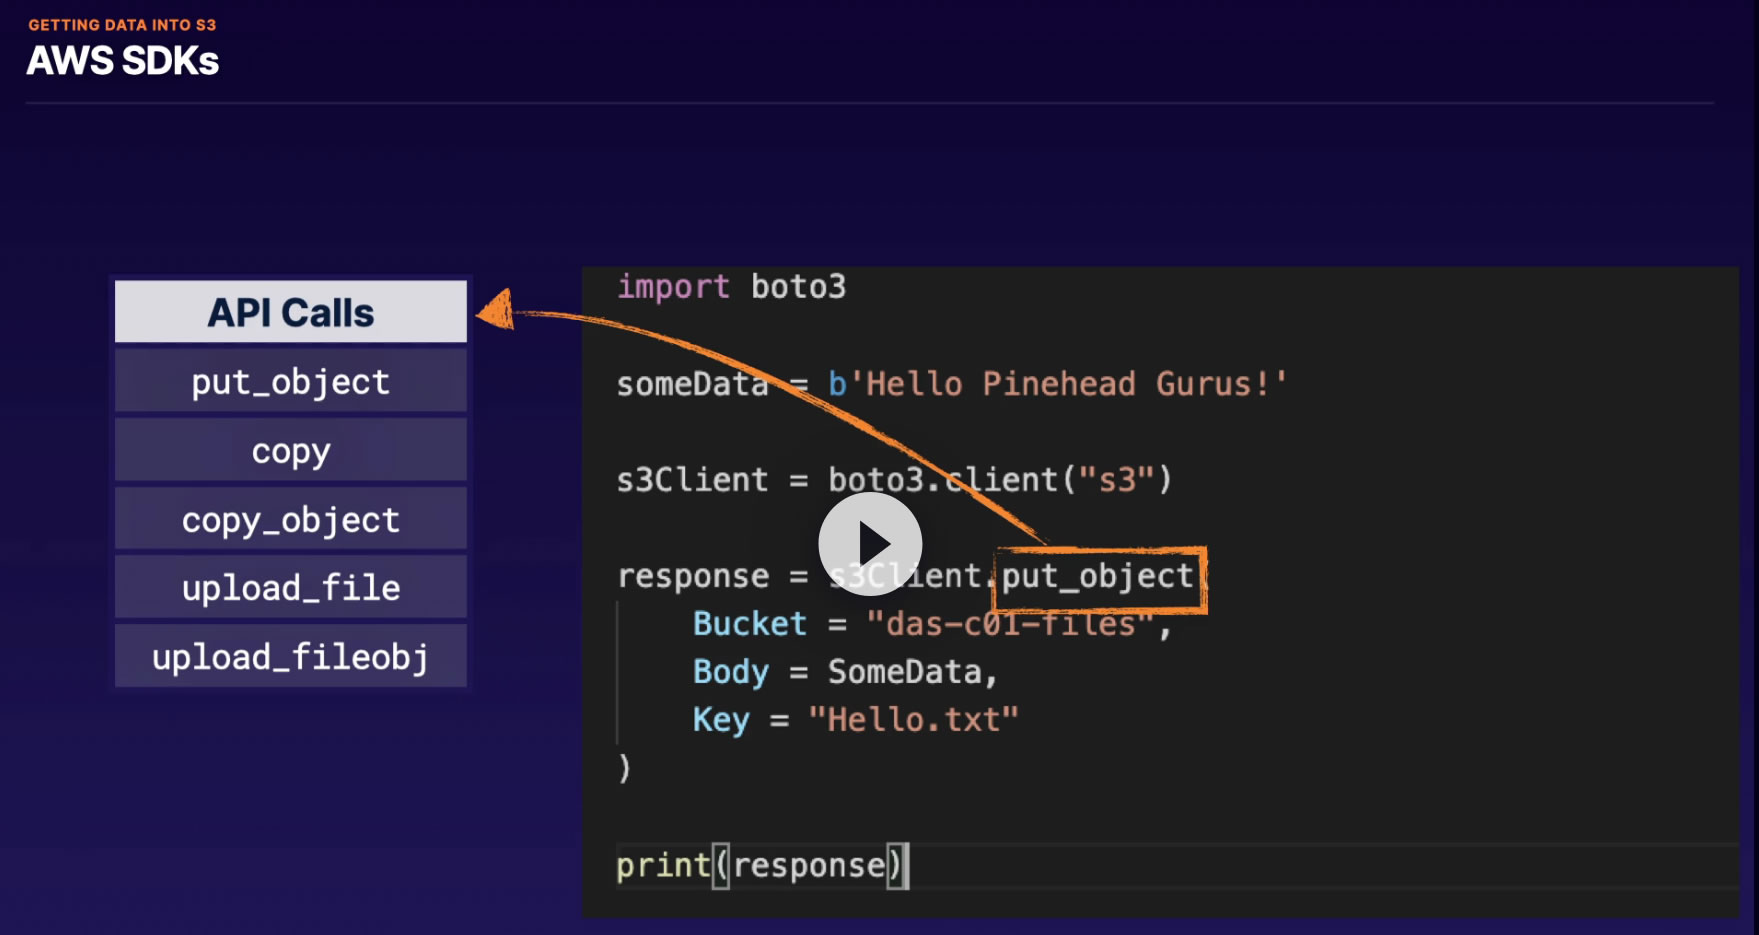 GETTING DATA INTO S3
AWS SDKs
API Calls
put_object
copy
copy_object
upload_file
upload_fileobj
import boto3
someData = b'Hello Pinehead Gurus!'
s3Client = boto3.client("s3")
response = s3Client.put_object(
Bucket = "das-c01-files",
Body = SomeData,
Key = "Hello.txt"
)
print(response)